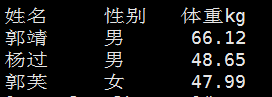 姓名 性别 体重kg
郭靖 男 66.12
杨过 男 48.65
郭芙 女 47.99